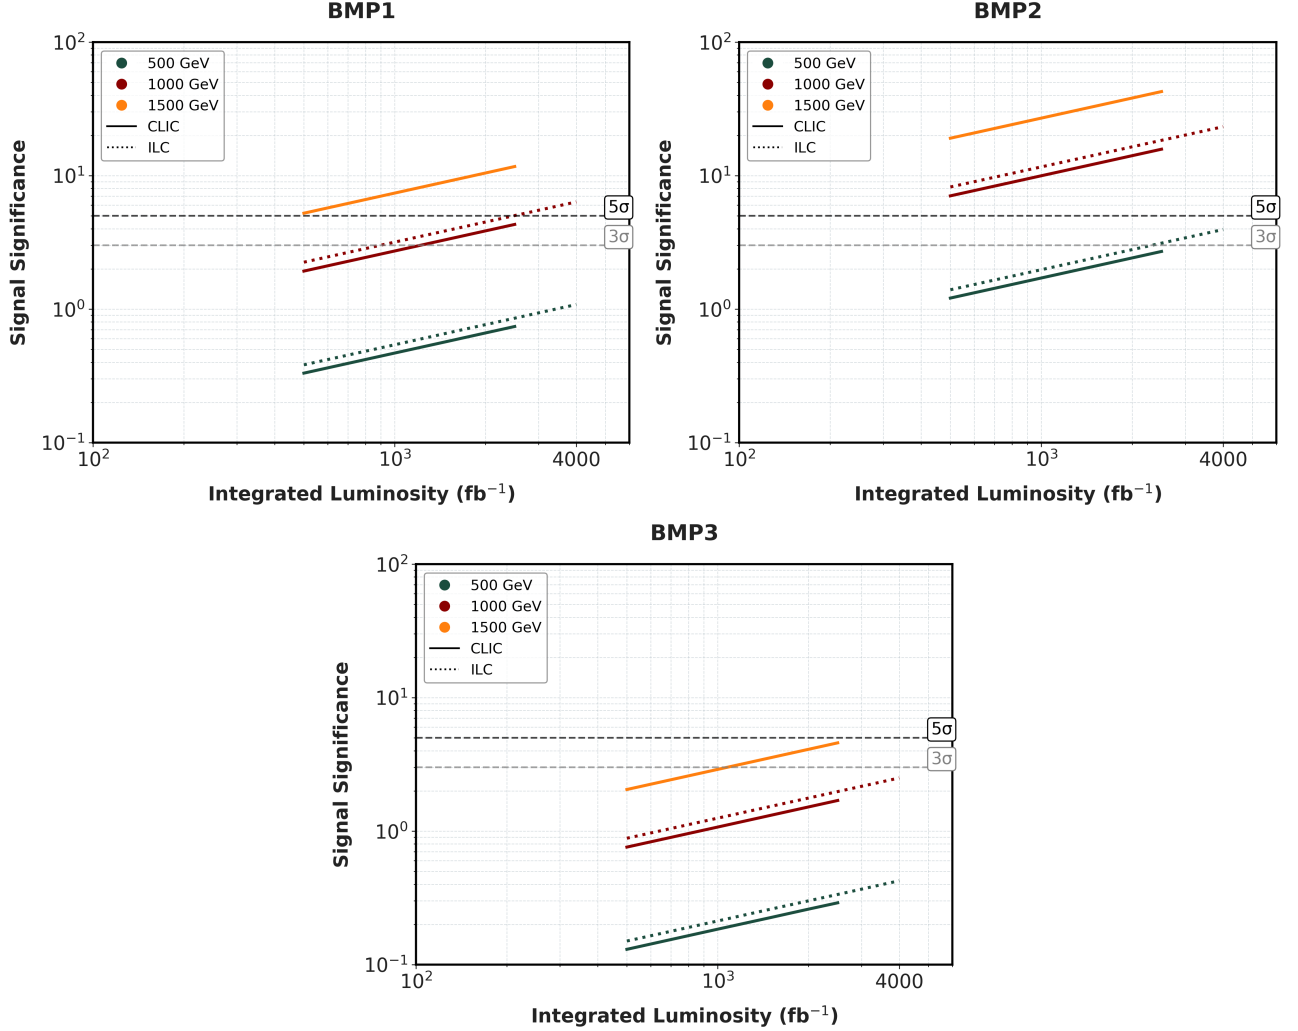 BMP1
10²
10¹
10⁰
10⁻¹
Signal Significance
500 GeV
1000 GeV
1500 GeV
CLIC
ILC
5σ
3σ
10²
10³
4000
Integrated Luminosity (fb⁻¹)
BMP2
10²
10¹
10⁰
10⁻¹
Signal Significance
500 GeV
1000 GeV
1500 GeV
CLIC
ILC
5σ
3σ
10²
10³
4000
Integrated Luminosity (fb⁻¹)
BMP3
10²
10¹
10⁰
10⁻¹
Signal Significance
500 GeV
1000 GeV
1500 GeV
CLIC
ILC
5σ
3σ
10²
10³
4000
Integrated Luminosity (fb⁻¹)